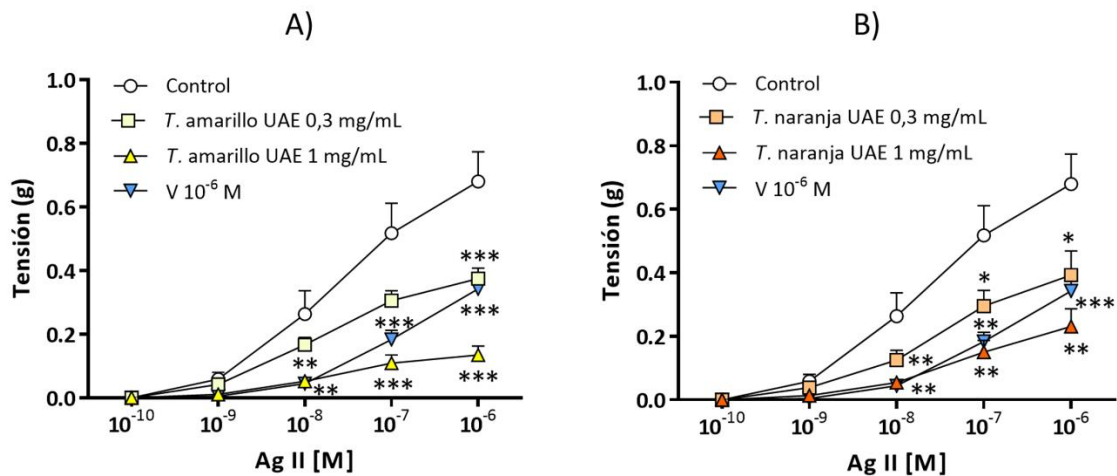 A)
1.0
0.8
0.6
0.4
0.2
0.0
Tensión (g)
Control
T. amarillo UAE 0,3 mg/mL
T. amarillo UAE 1 mg/mL
V 10⁻⁶ M
***
***
***
***
***
**
**
10⁻¹⁰ 10⁻⁹ 10⁻⁸ 10⁻⁷ 10⁻⁶
Ag II [M]
B)
1.0
0.8
0.6
0.4
0.2
0.0
Tensión (g)
Control
T. naranja UAE 0,3 mg/mL
T. naranja UAE 1 mg/mL
V 10⁻⁶ M
*
*
***
**
**
**
**
**
10⁻¹⁰ 10⁻⁹ 10⁻⁸ 10⁻⁷ 10⁻⁶
Ag II [M]